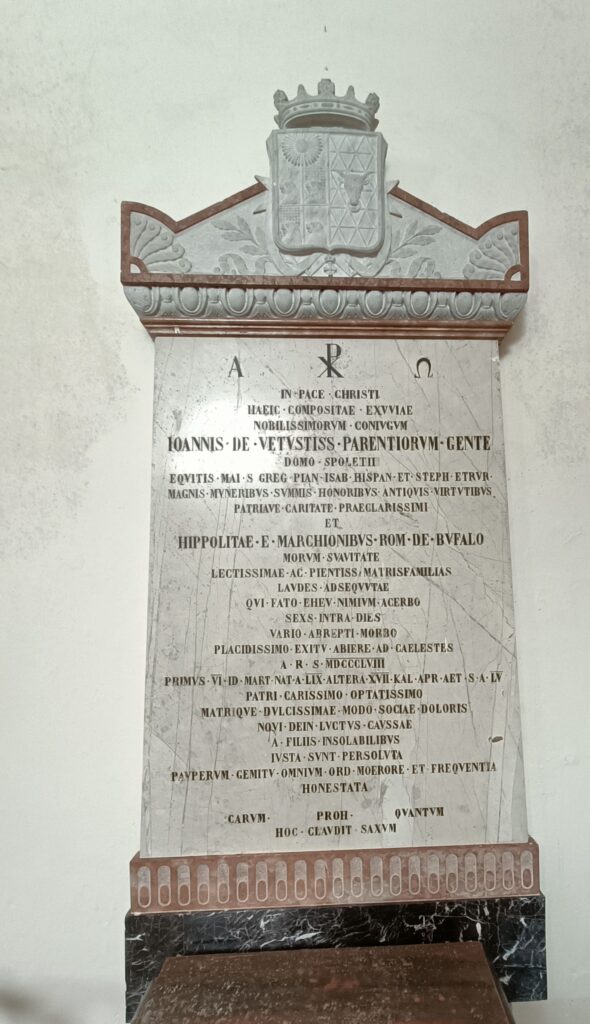 Α ☧ Ω
IN · PACE · CHRISTI
HAEIC · COMPOSITAE · EXVVIAE
NOBILISSIMORVM · CONIVGVM
IOANNIS · DE · VETVSTISS · PARENTIORVM · GENTE
DOMO · SPOLETII
EQVITIS · MAI · S · GREG · PIAN · ISAB · HISPAN · ET · STEPH · ETRVR ·
MAGNIS · MVNERIBVS · SVMMIS · HONORIBVS · ANTIQVIS · VIRTVTIBVS
PATRIAVE · CARITATE · PRAECLARISSIMI
ET
HIPPOLITAE · E · MARCHIONIBVS · ROM · DE · BVFALO
MORVM · SVAVITATE
LECTISSIMAE · AC · PIENTISS · MATRISFAMILIAS
LAVDES · ADSEQVVTAE
QVI · FATO · EHEV · NIMIVM · ACERBO
SEXS · INTRA · DIES
VARIO · ABREPTI · MORBO
PLACIDISSIMO · EXITV · ABIERE · AD · CAELESTES
A · R · S · MDCCCLVIII
PRIMVS · VI · ID · MART · NAT · A · LIX · ALTERA · XVII · KAL · APR · AET · S · A · LV
PATRI · CARISSIMO · OPTATISSIMO
MATRIQVE · DVLCISSIMAE · MODO · SOCIAE · DOLORIS
NOVI · DEIN · LVCTVS · CAVSSAE
A · FILIIS · INSOLABILIBVS
IVSTA · SVNT · PERSOLVTA
PAVPERVM · GEMITV · OMNIVM · ORD · MOERORE · ET · FREQVENTIA
HONESTATA
CARVM · PROH · QVANTVM
HOC · CLAVDIT · SAXVM